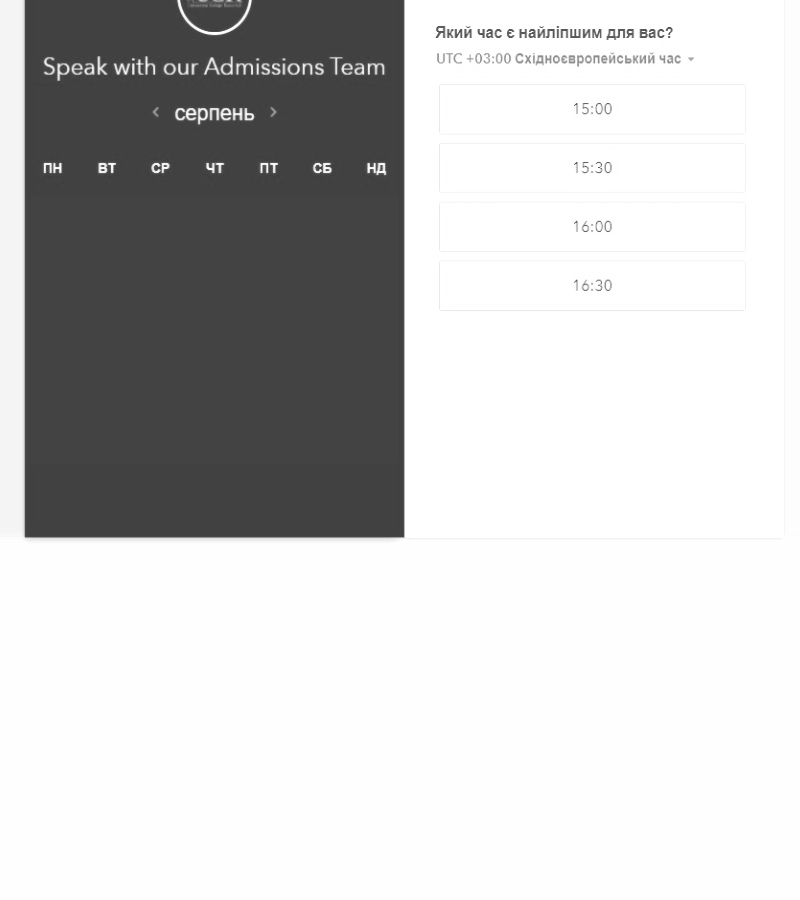 Speak with our Admissions Team
серпень
ПН ВТ СР ЧТ ПТ СБ НД
Який час є найліпшим для вас?
UTC +03:00 Східноєвропейський час
15:00
15:30
16:00
16:30